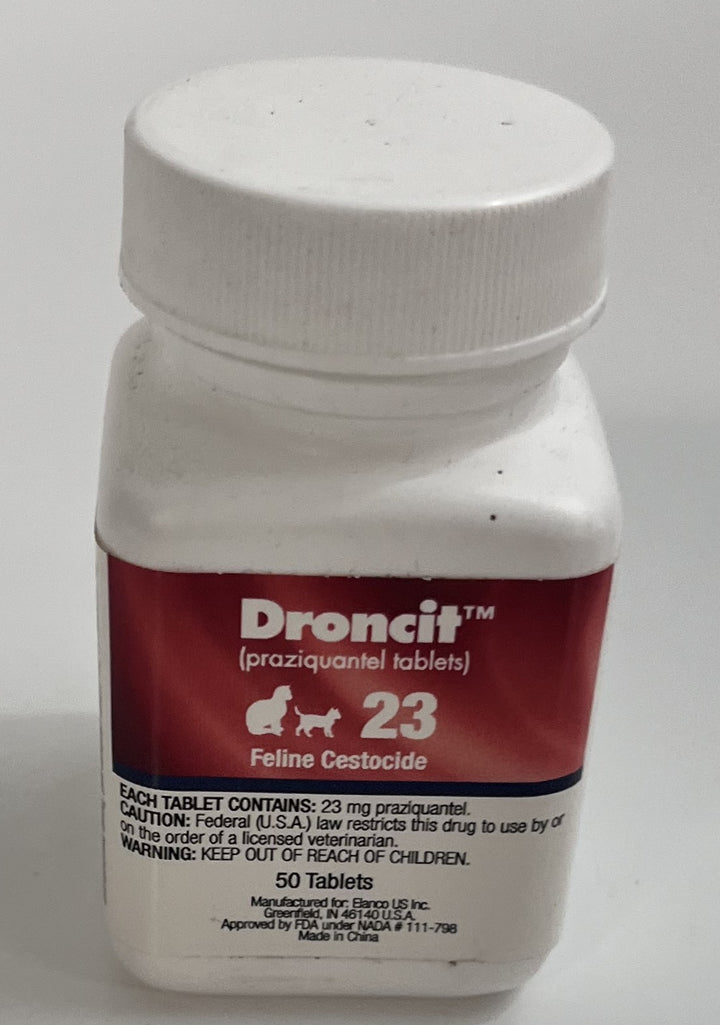 Droncit™
(praziquantel tablets)
23
Feline Cestocide
EACH TABLET CONTAINS: 23 mg praziquantel.
CAUTION: Federal (U.S.A.) law restricts this drug to use by or
on the order of a licensed veterinarian.
WARNING: KEEP OUT OF REACH OF CHILDREN.
50 Tablets
Manufactured for: Elanco US Inc.
Greenfield, IN 46140 U.S.A.
Approved by FDA under NADA # 111-798
Made in China